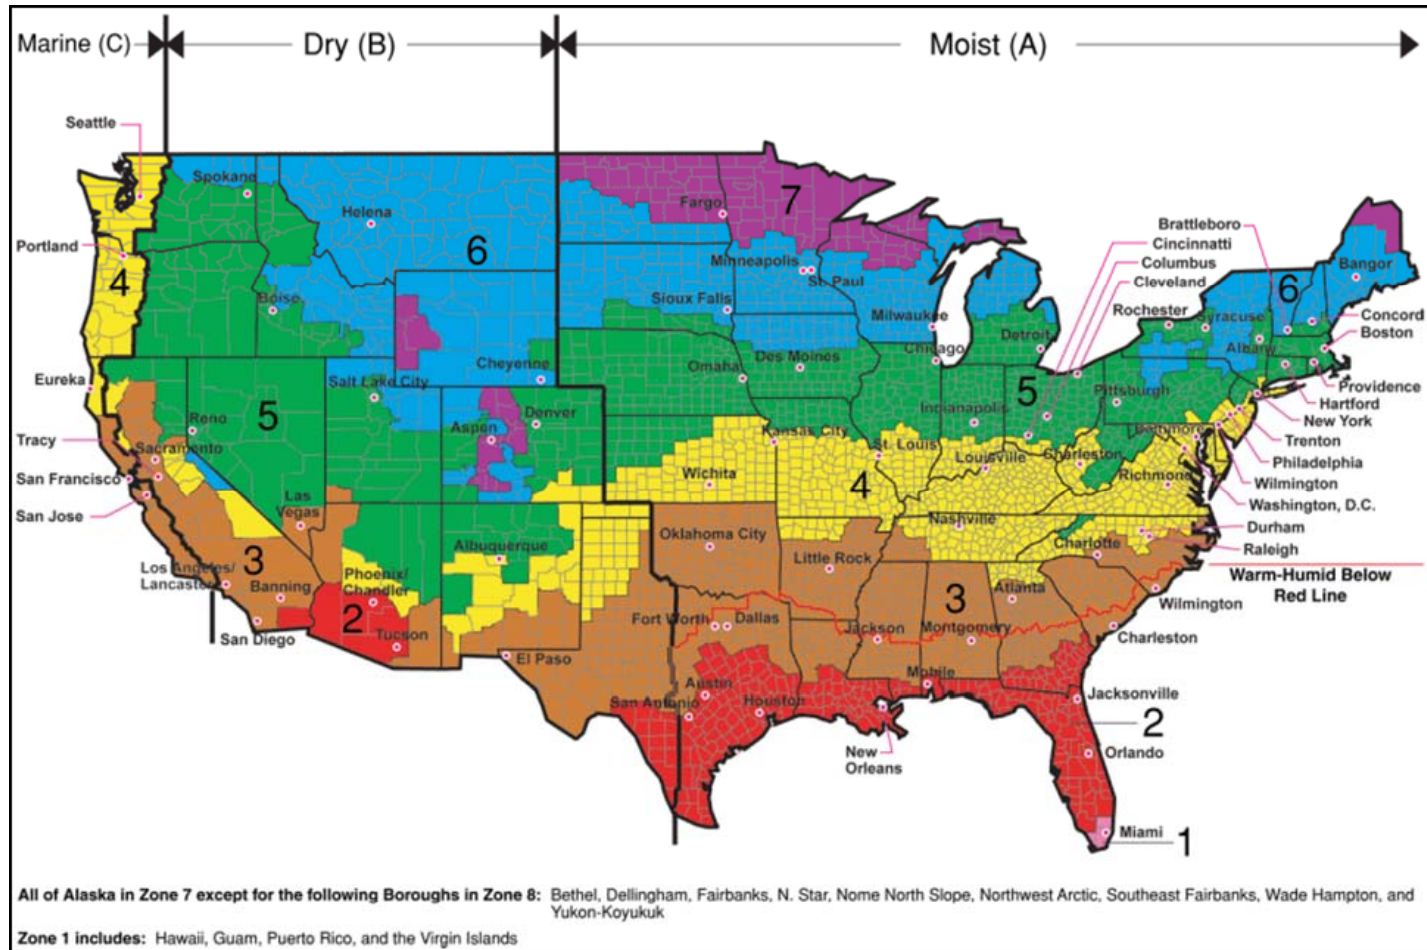 Marine (C)
Dry (B)
Moist (A)
Seattle
Spokane
Helena
Fargo
7
Portland
4
6
Minneapolis
St. Paul
Brattleboro
Cincinnatti
Columbus
Cleveland
6
Bangor
Boise
Sioux Falls
Milwaukee
Rochester
Syracuse
Concord
Detroit
Boston
Cheyenne
Omaha
Des Moines
Chicago
Albany
Eureka
Salt Lake City
Pittsburgh
Providence
Hartford
5
Reno
Denver
Indianapolis
5
New York
Tracy
Sacramento
Aspen
Kansas City
St. Louis
Louisville
Charleston
Baltimore
Trenton
Philadelphia
San Francisco
Wichita
4
Richmond
Wilmington
Las
Vegas
Washington, D.C.
San Jose
Nashville
Durham
Oklahoma City
Raleigh
3
Albuquerque
Little Rock
Charlotte
Los Angeles/
Lancaster
Banning
Phoenix/
Chandler
Atlanta
Warm-Humid Below
Red Line
2
3
Wilmington
San Diego
Tucson
Fort Worth
Dallas
Jackson
Montgomery
Charleston
El Paso
Mobile
Austin
San Antonio
Houston
Jacksonville
2
New
Orleans
Orlando
Miami
1
All of Alaska in Zone 7 except for the following Boroughs in Zone 8: Bethel, Dellingham, Fairbanks, N. Star, Nome North Slope, Northwest Arctic, Southeast Fairbanks, Wade Hampton, and
Yukon-Koyukuk
Zone 1 includes: Hawaii, Guam, Puerto Rico, and the Virgin Islands